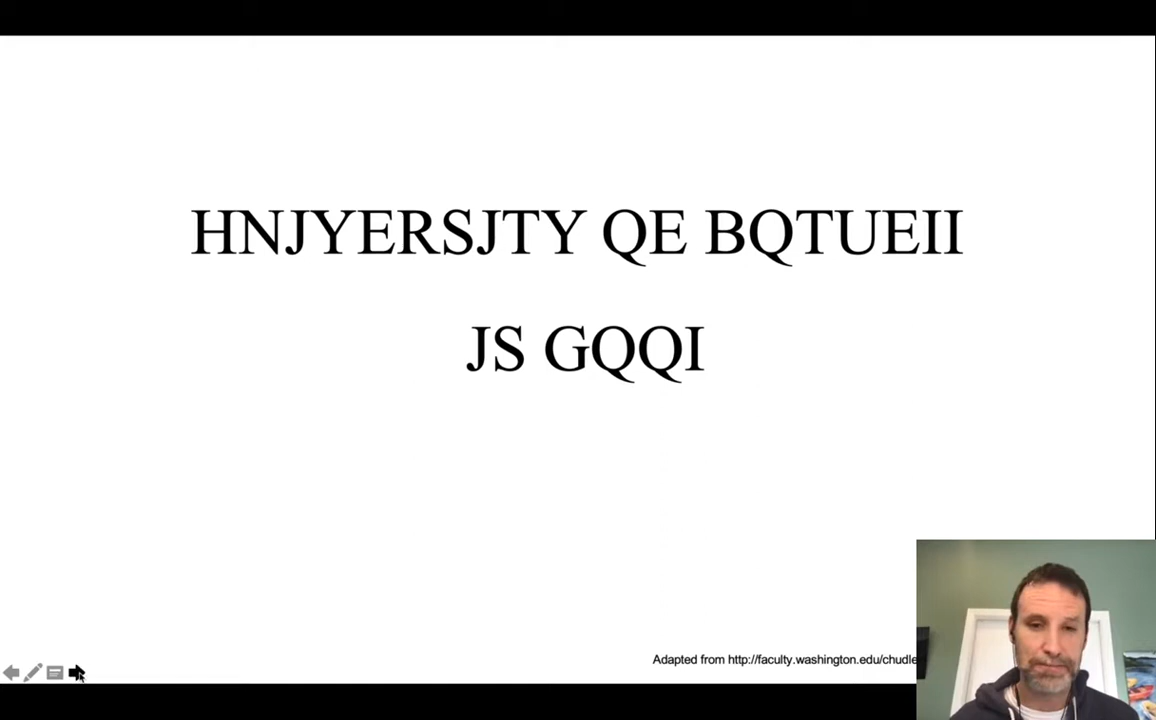 HNJYERSJTY QE BQTUEII
JS GQQI
Adapted from http://faculty.washington.edu/chudle